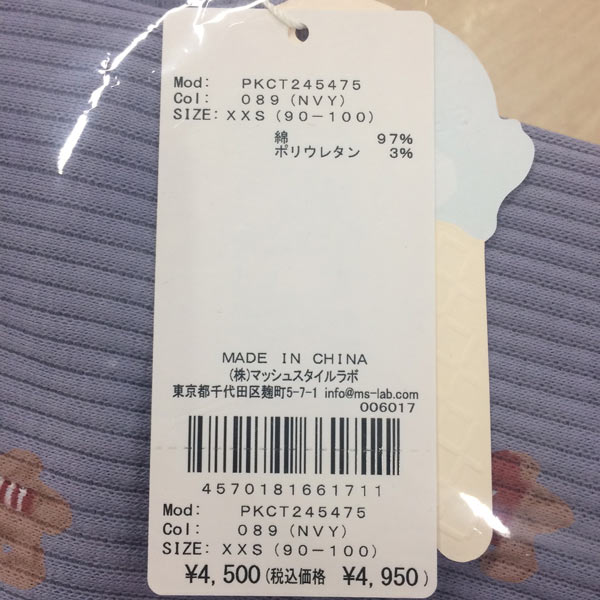 Mod: PKCT245475
Col: 089(NVY)
SIZE: XXS(90-100)
綿 97%
ポリウレタン 3%
MADE IN CHINA
(株)マッシュスタイルラボ
東京都千代田区麹町5-7-1 info@ms-lab.com
006017
4570181661711
Mod: PKCT245475
Col: 089(NVY)
SIZE: XXS(90-100)
¥4,500(税込価格 ¥4,950)